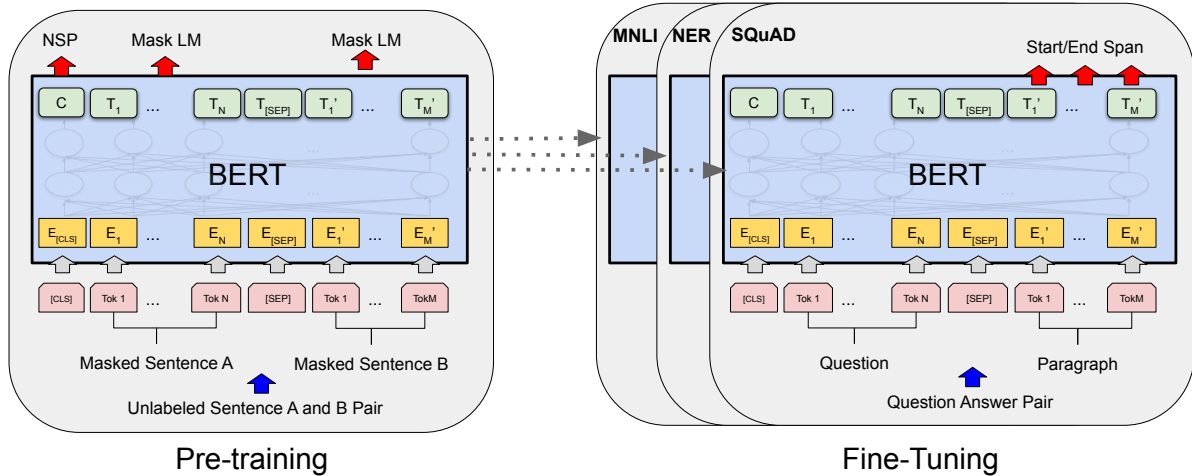 NSP Mask LM Mask LM
C T1 ... TN T[SEP] T1' ... TM'
...
BERT
...
E[CLS] E1 ... EN E[SEP] E1' ... EM'
[CLS] Tok 1 ... Tok N [SEP] Tok 1 ... TokM
Masked Sentence A Masked Sentence B
Unlabeled Sentence A and B Pair
Pre-training
MNLI NER SQuAD
Start/End Span
C T1 ... TN T[SEP] T1' ... TM'
...
BERT
...
E[CLS] E1 ... EN E[SEP] E1' ... EM'
[CLS] Tok 1 ... Tok N [SEP] Tok 1 ... TokM
Question Paragraph
Question Answer Pair
Fine-Tuning